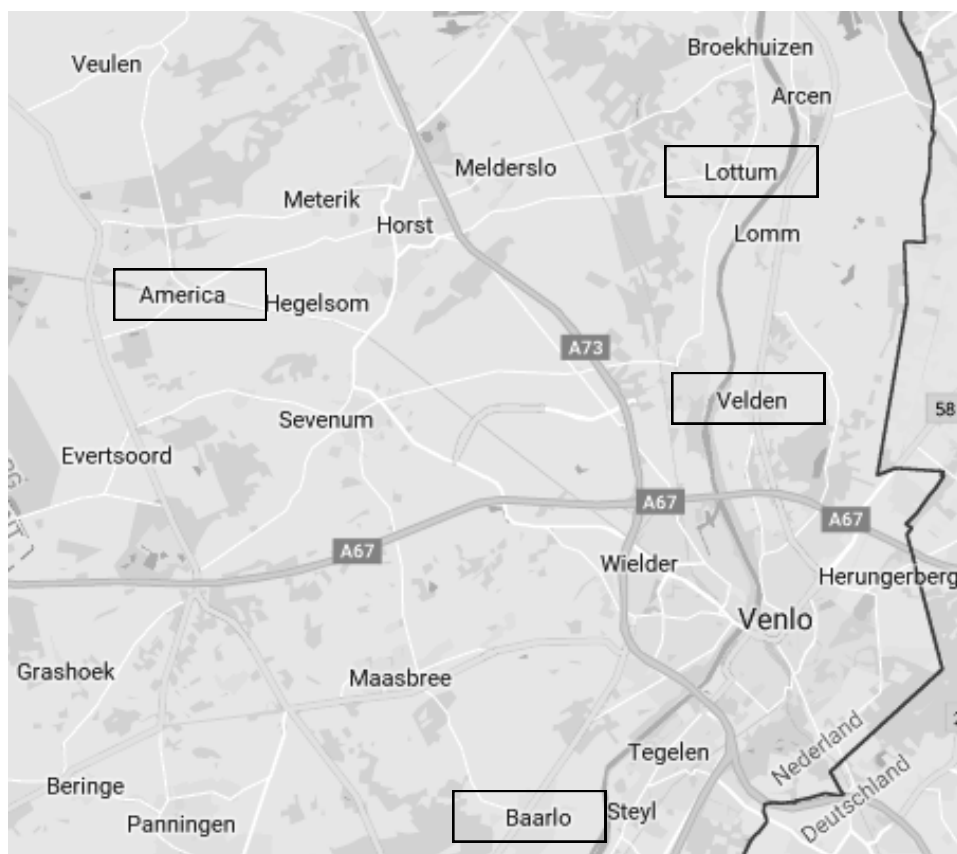 Broekhuizen
Veulen
Arcen
Melderslo
Lottum
Meterik
Horst
Lomm
America
Hegelsom
A73
Velden
58
Sevenum
Evertsoord
A67
A67
A67
Wielder
Herungerberg
Venlo
Grashoek
Maasbree
Nederland
Tegelen
Deutschland
Beringe
Steyl
Baarlo
Panningen